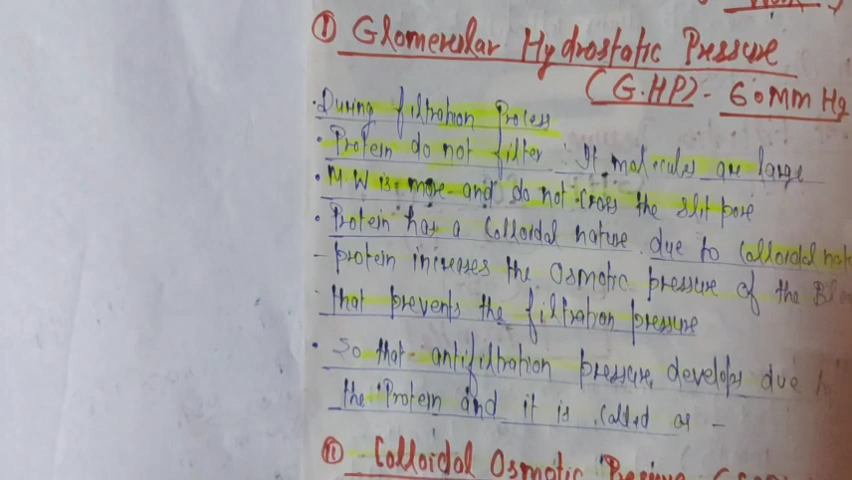 ① Glomerular Hydrostatic Pressure
(G.HP) - 60mm Hg
• During filtration Process
• Protein do not filter. It molecules are large
• M.W is more and do not cross the slit pore
• Protein has a Colloidal nature due to Colloidal
- protein increases the Osmotic pressure of the
that prevents the filtration pressure
• So that antifiltration pressure develops due to
the Protein and it is called as -
② Colloidal Osmotic